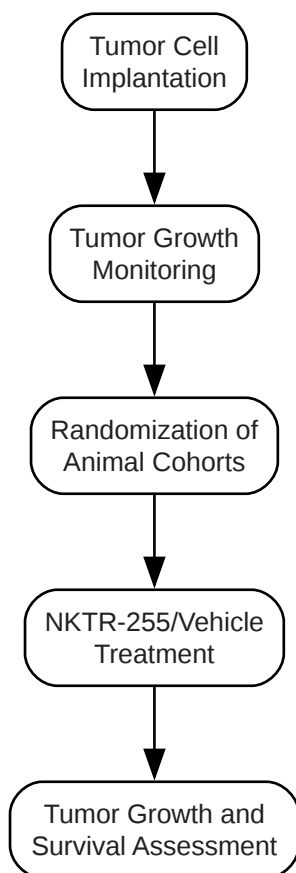 Tumor Cell
Implantation
Tumor Growth
Monitoring
Randomization of
Animal Cohorts
NKTR-255/Vehicle
Treatment
Tumor Growth and
Survival Assessment